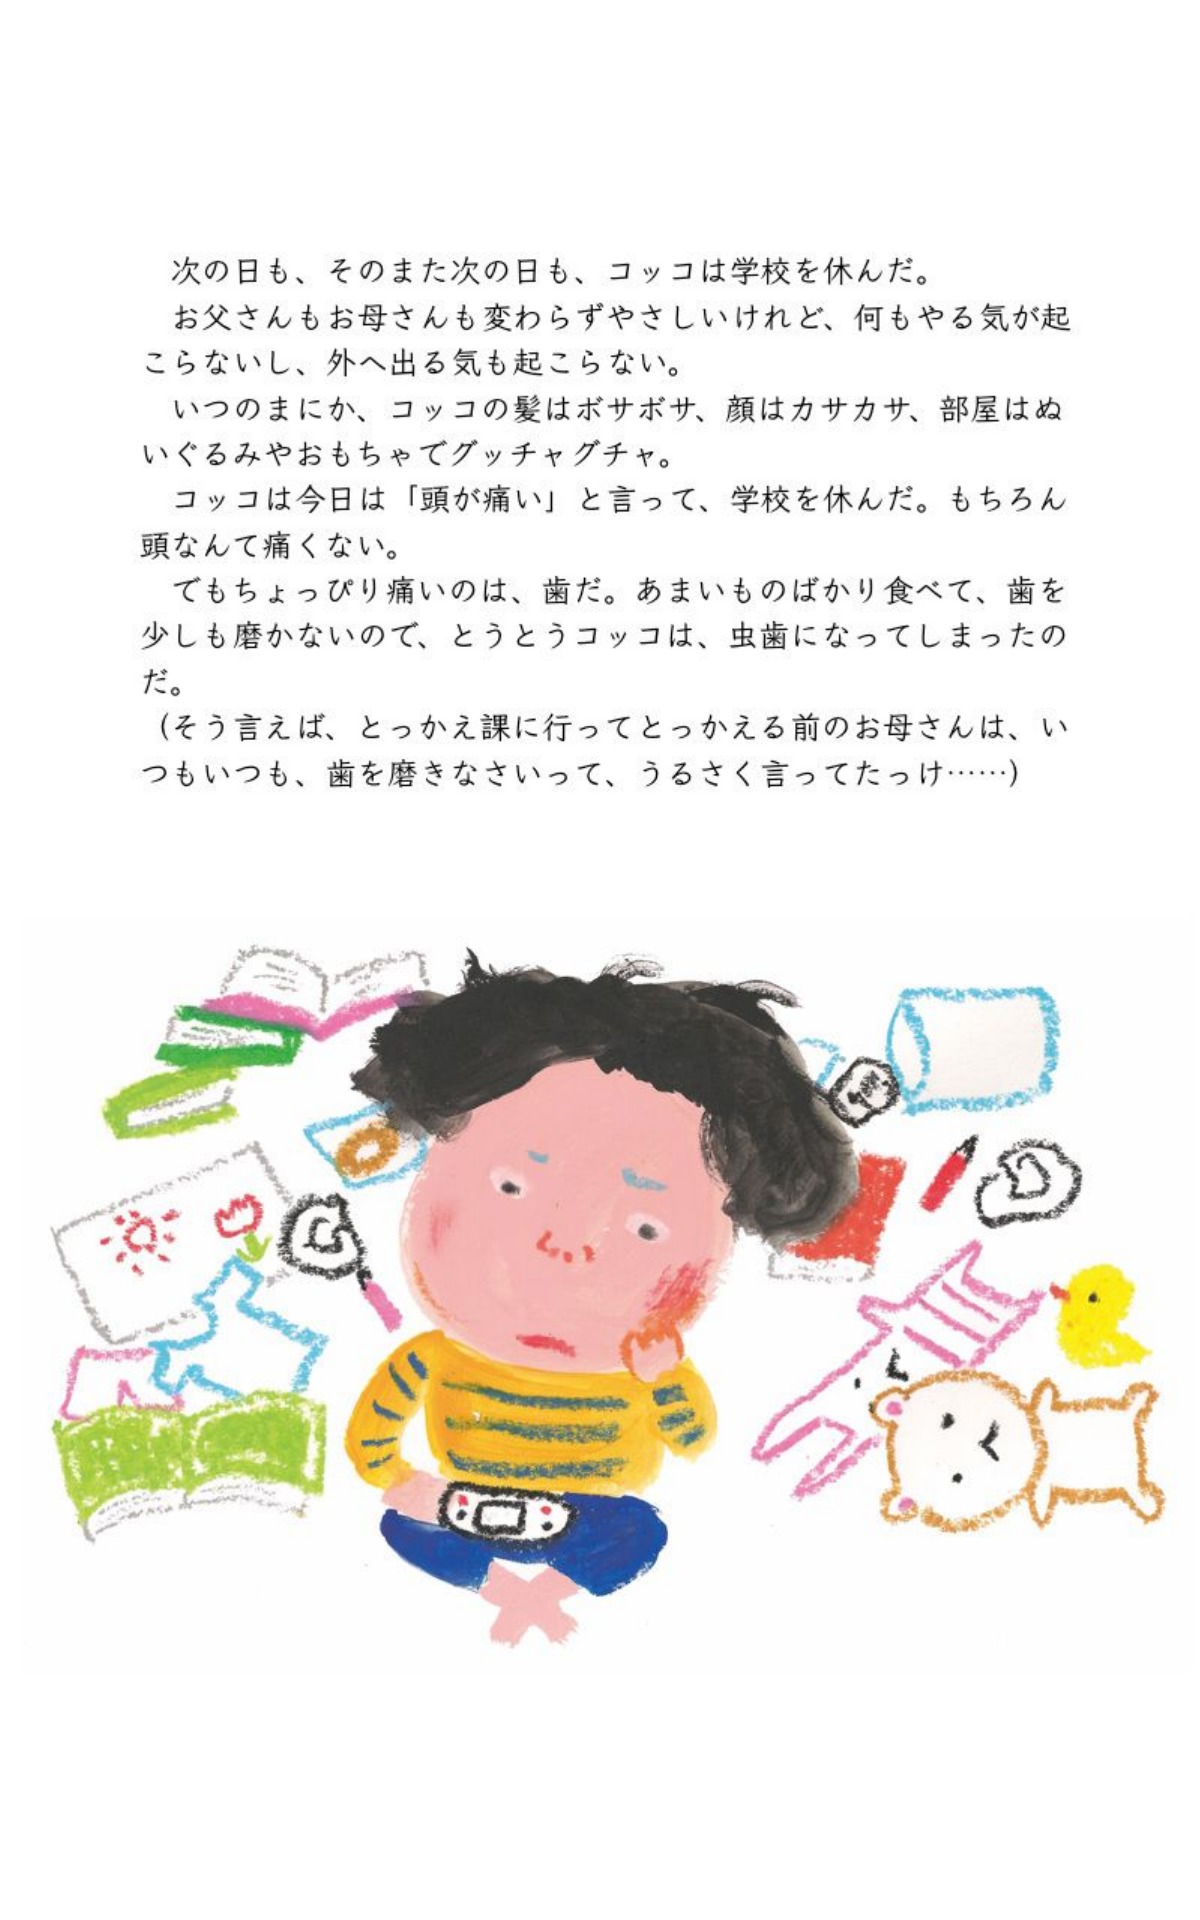 次の日も、そのまた次の日も、コッコは学校を休んだ。
お父さんもお母さんも変わらずやさしいけれど、何もやる気が起
こらないし、外へ出る気も起こらない。
いつのまにか、コッコの髪はボサボサ、顔はカサカサ、部屋はぬ
いぐるみやおもちゃでグッチャグチャ。
コッコは今日は「頭が痛い」と言って、学校を休んだ。もちろん
頭なんて痛くない。
でもちょっぴり痛いのは、歯だ。あまいものばかり食べて、歯を
少しも磨かないので、とうとうコッコは、虫歯になってしまったの
だ。
（そう言えば、とっかえ課に行ってとっかえる前のお母さんは、い
つもいつも、歯を磨きなさいって、うるさく言ってたっけ……）